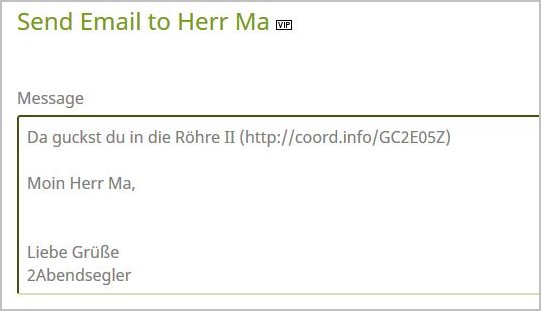 Send Email to Herr Ma VIP
Message
Da guckst du in die Röhre II (http://coord.info/GC2E05Z)
Moin Herr Ma,
Liebe Grüße
2Abendsegler